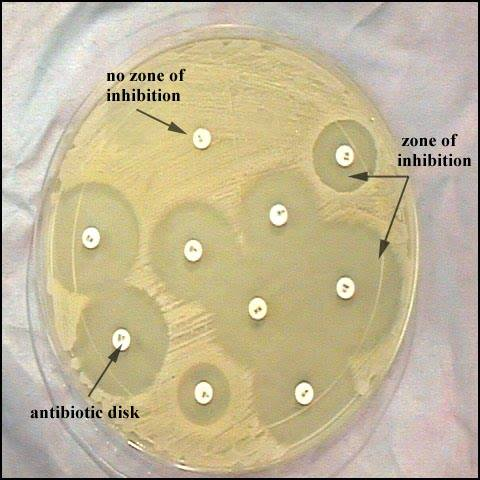 no zone of
inhibition
zone of
inhibition
antibiotic disk